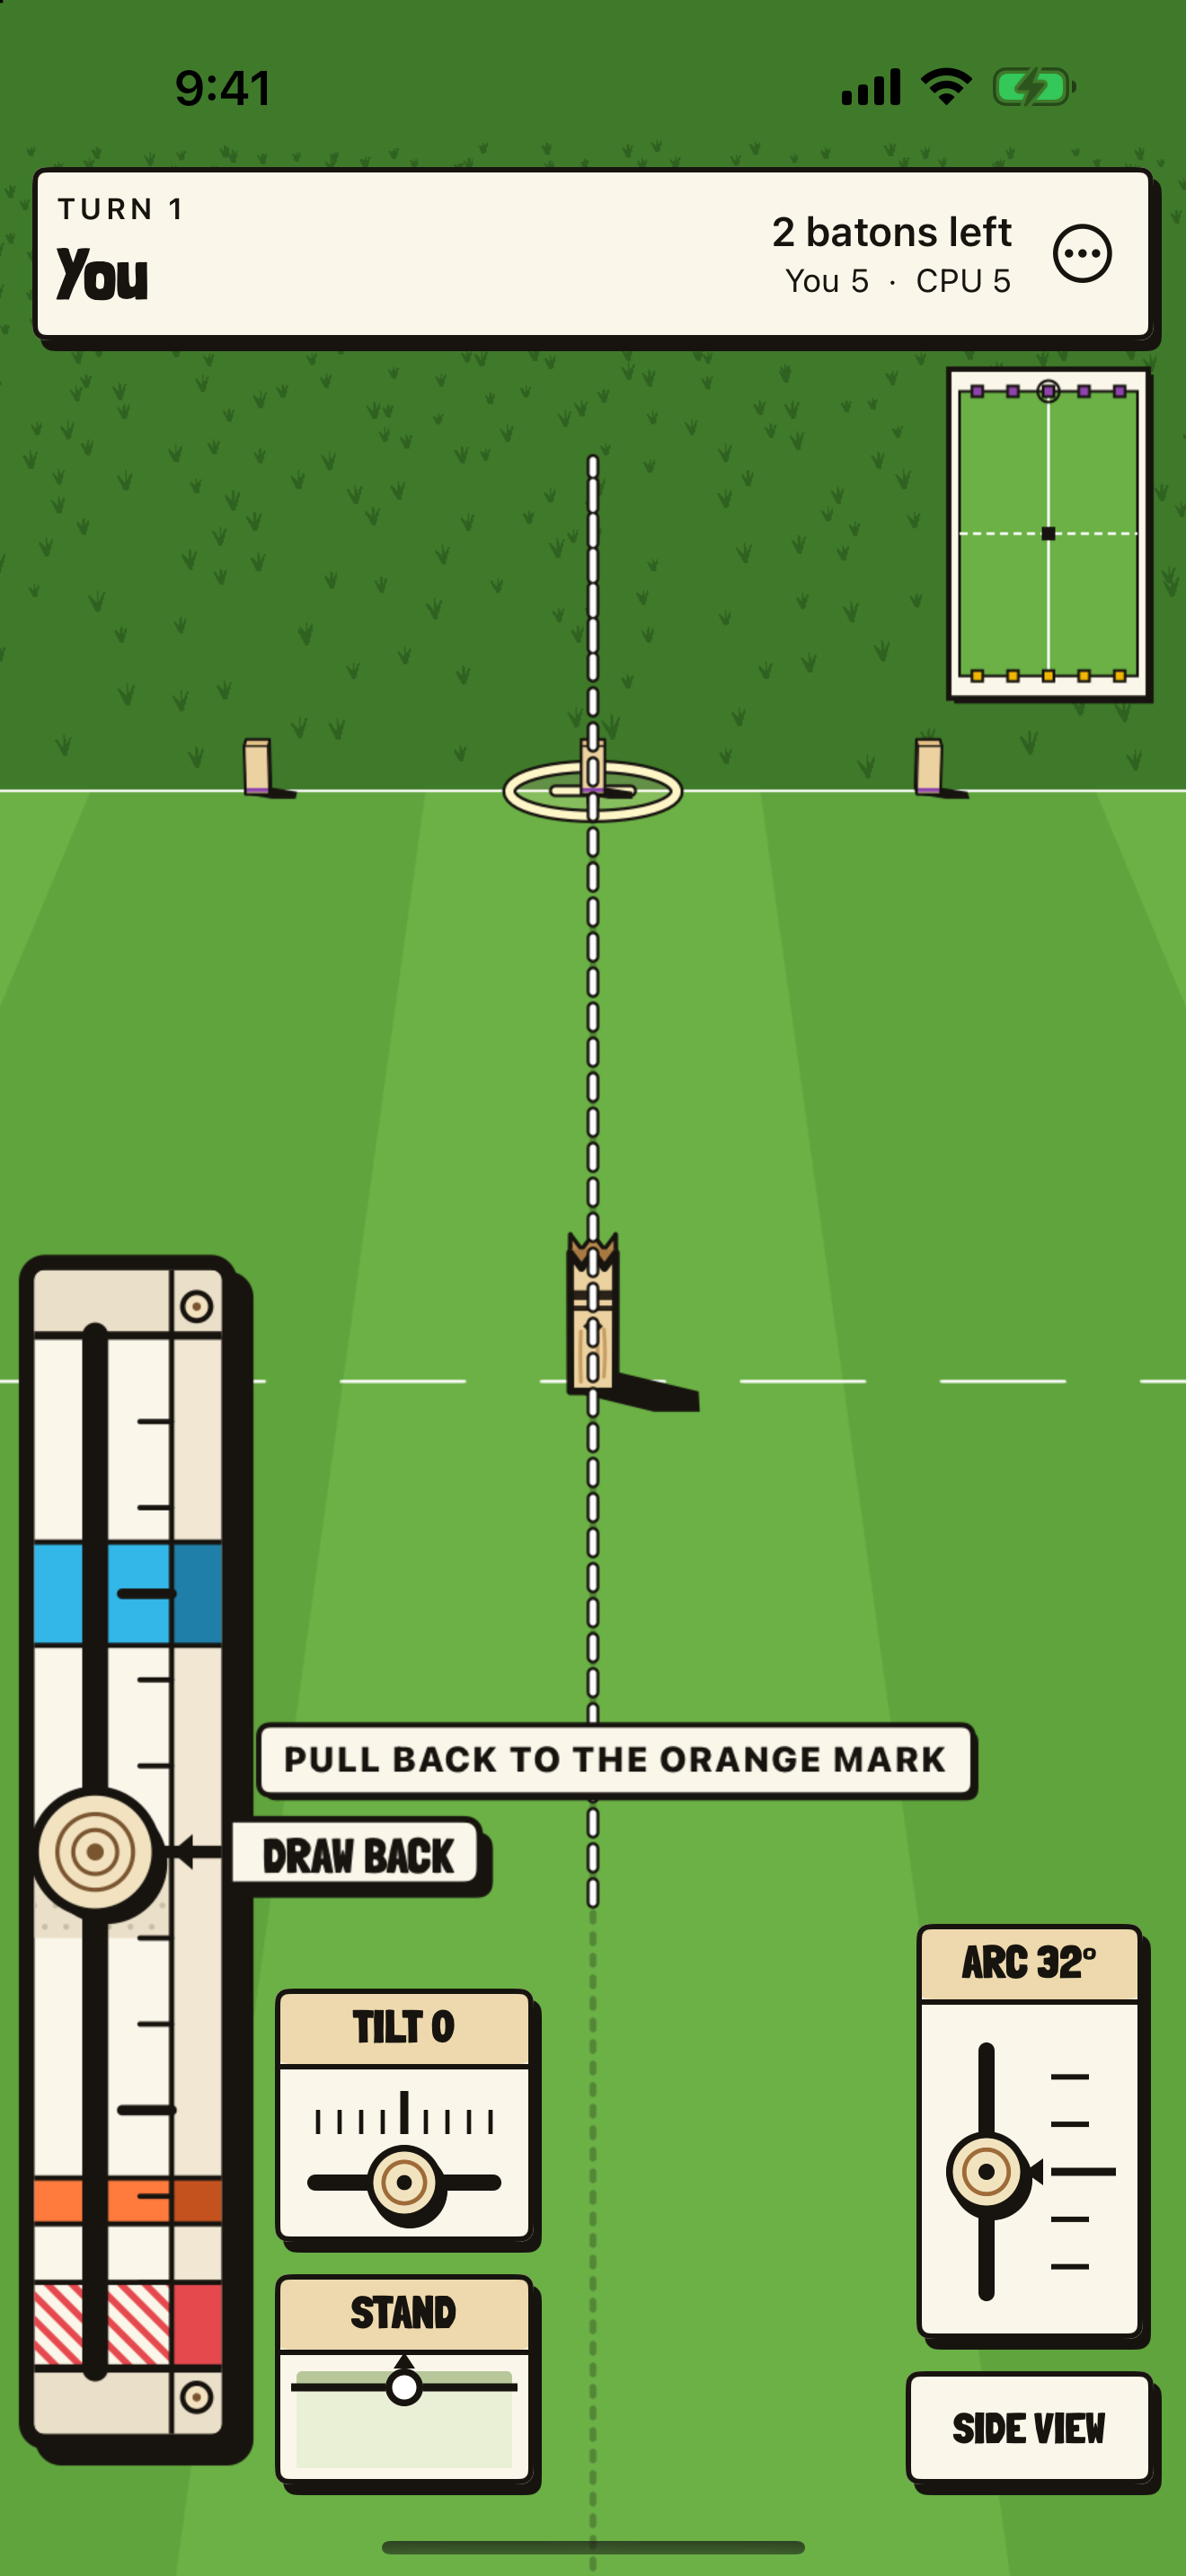 9:41
TURN 1
You
2 batons left
You 5 · CPU 5
PULL BACK TO THE ORANGE MARK
DRAW BACK
ARC 32°
TILT 0
STAND
SIDE VIEW